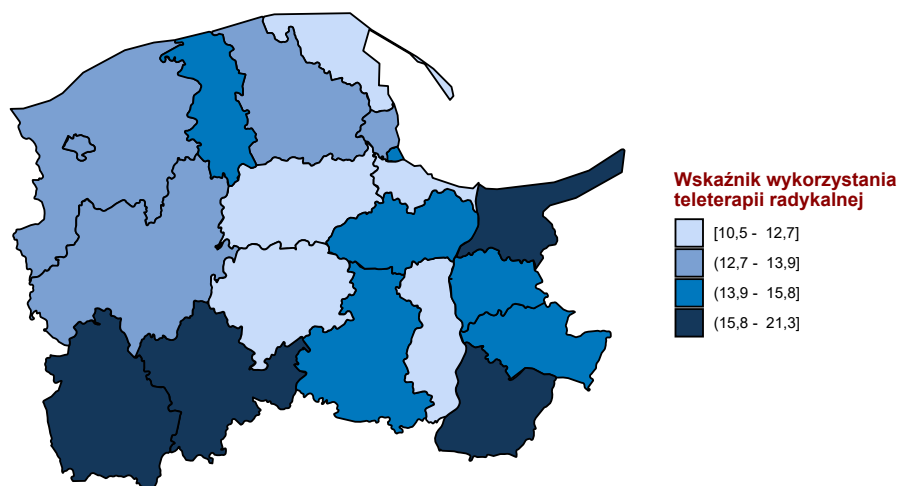 Wskaźnik wykorzystania
teleterapii radykalnej
[10,5 - 12,7]
(12,7 - 13,9]
(13,9 - 15,8]
(15,8 - 21,3]